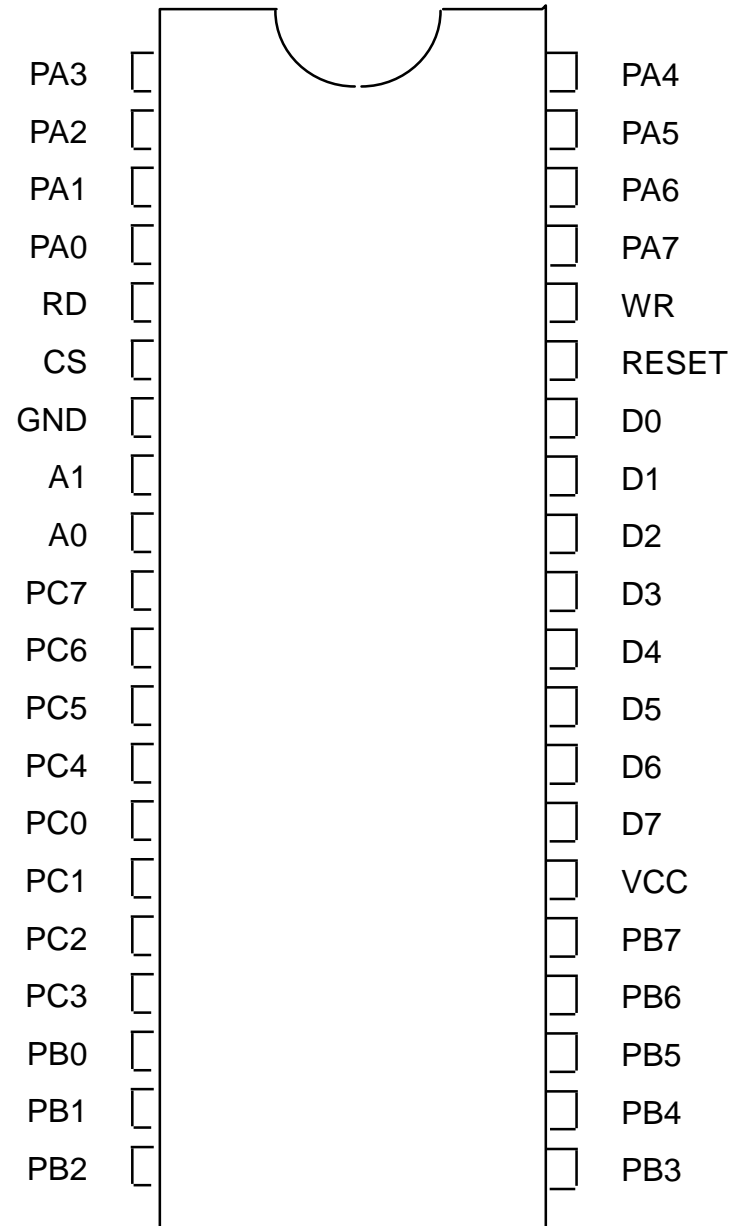 PA3 PA4
PA2 PA5
PA1 PA6
PA0 PA7
RD WR
CS RESET
GND D0
A1 D1
A0 D2
PC7 D3
PC6 D4
PC5 D5
PC4 D6
PC0 D7
PC1 VCC
PC2 PB7
PC3 PB6
PB0 PB5
PB1 PB4
PB2 PB3